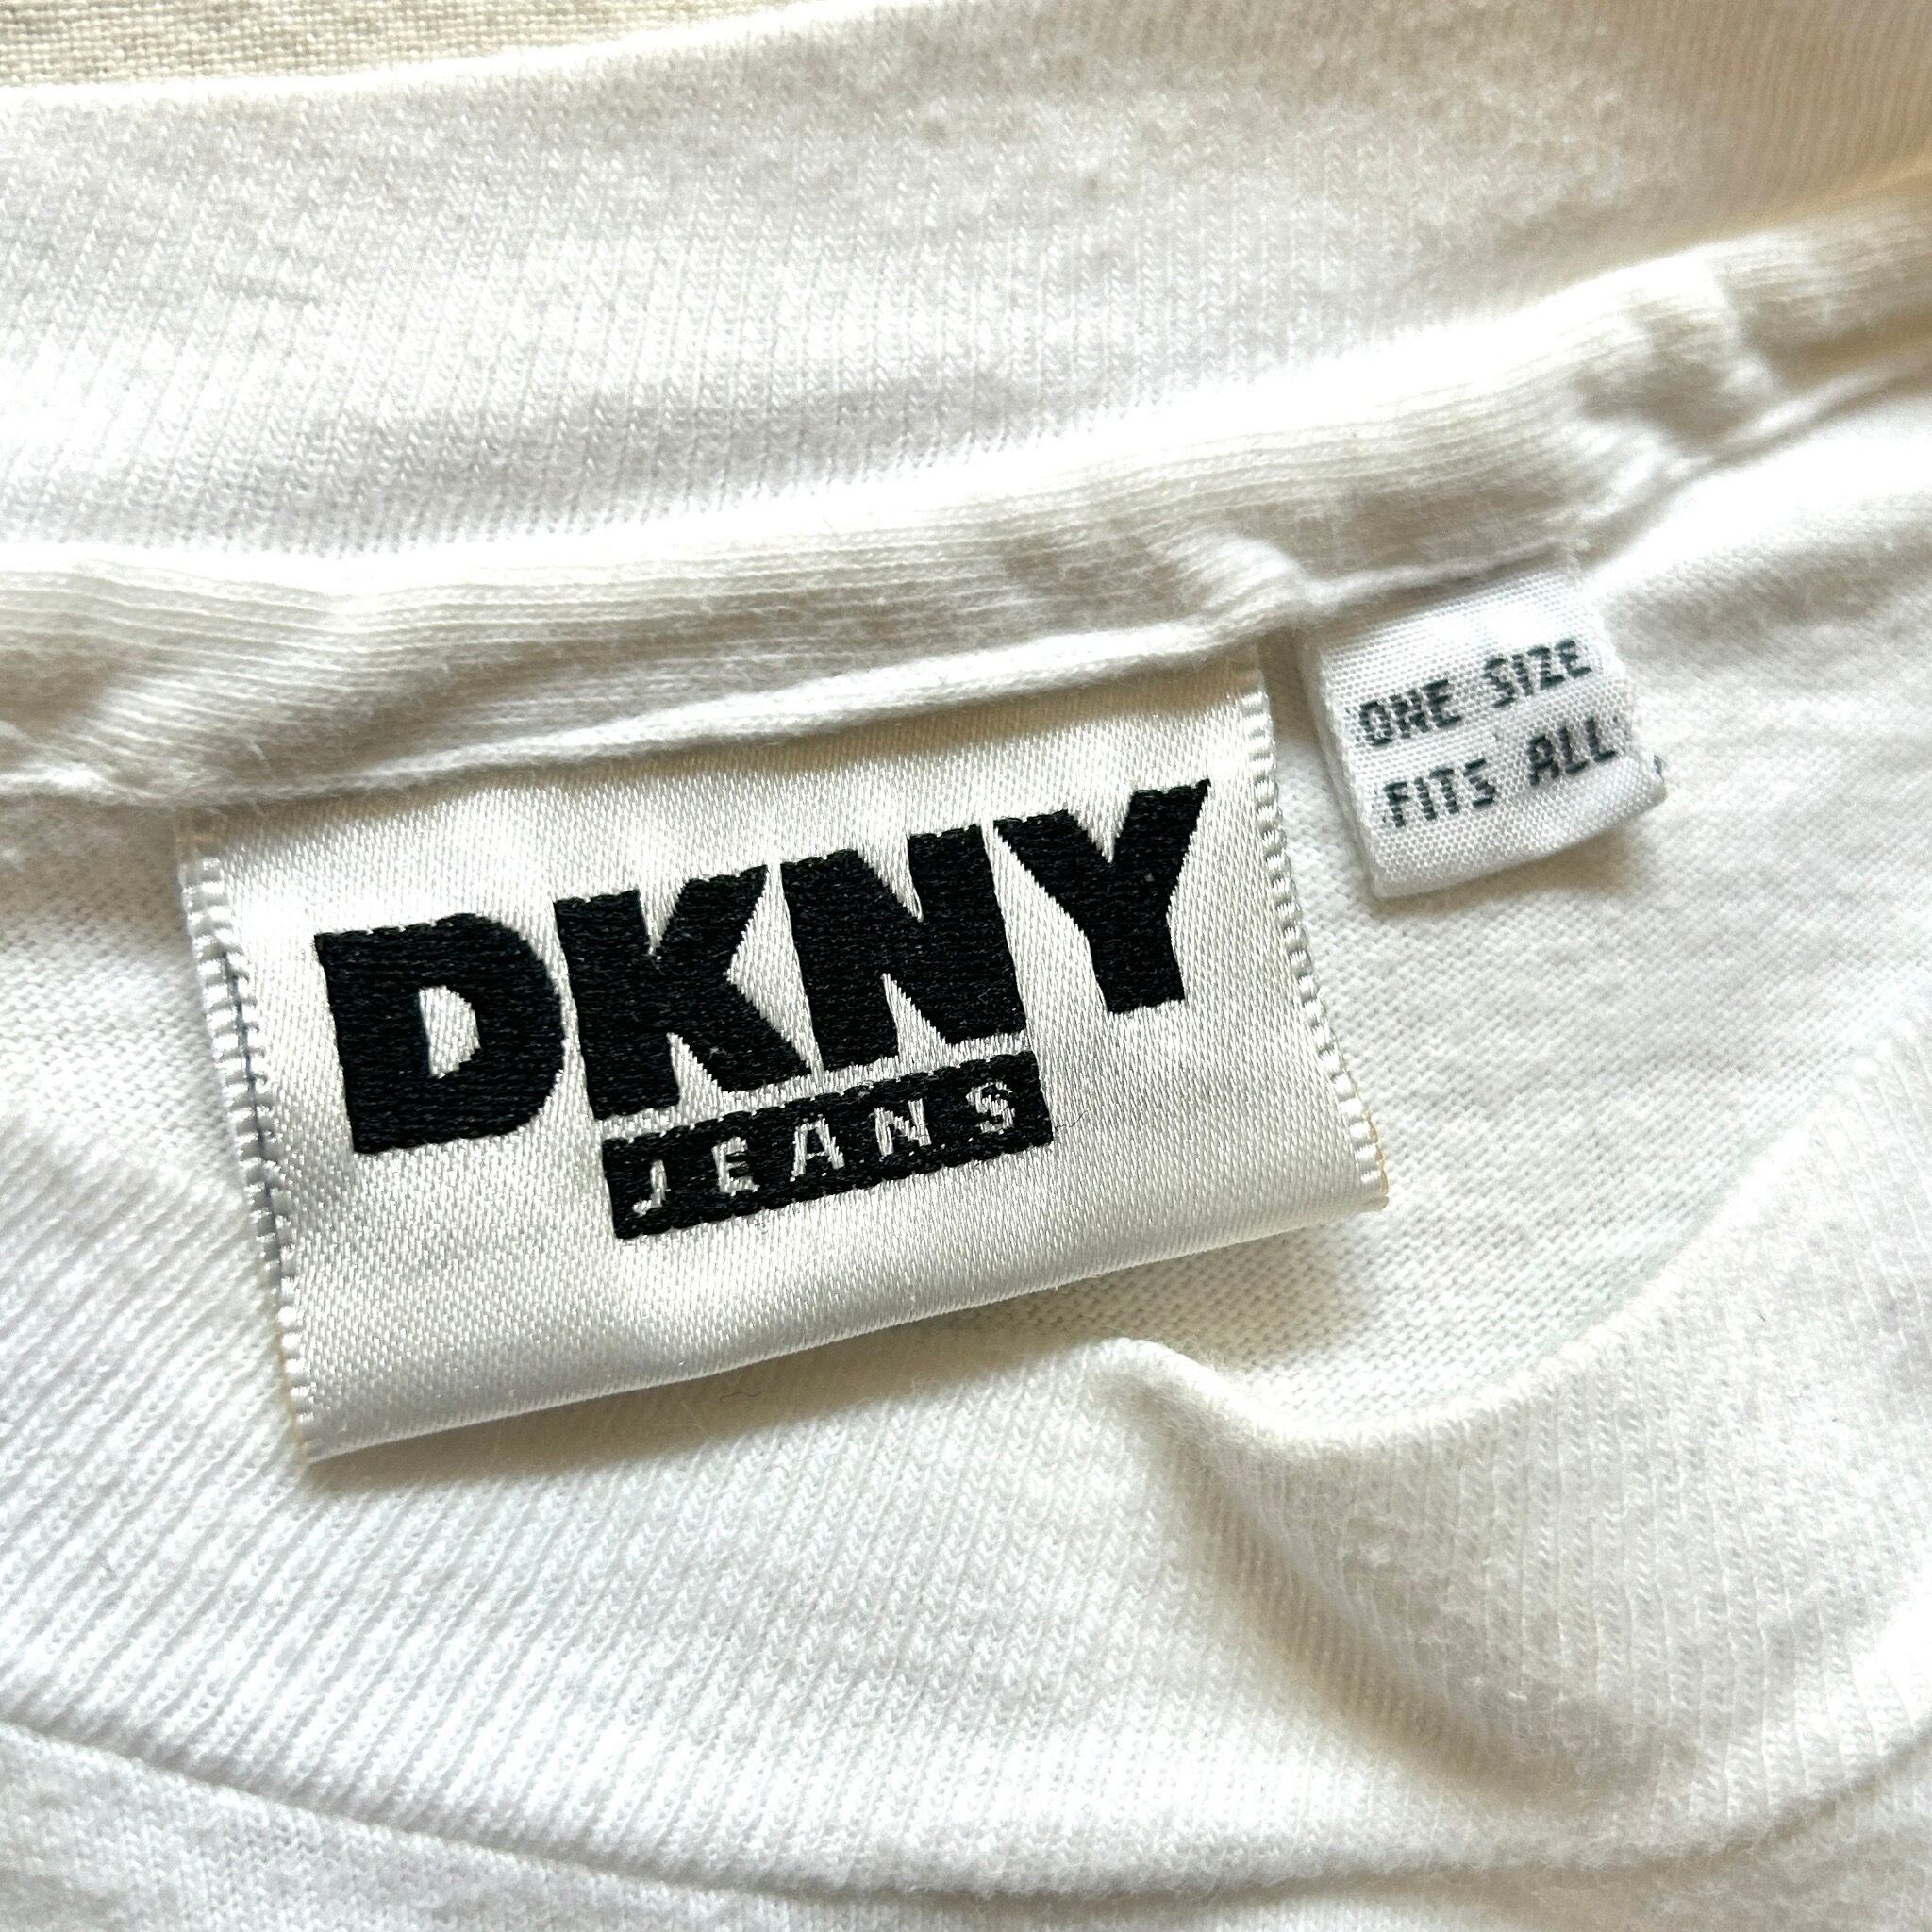 DKNY
JEANS
ONE SIZE
FITS ALL